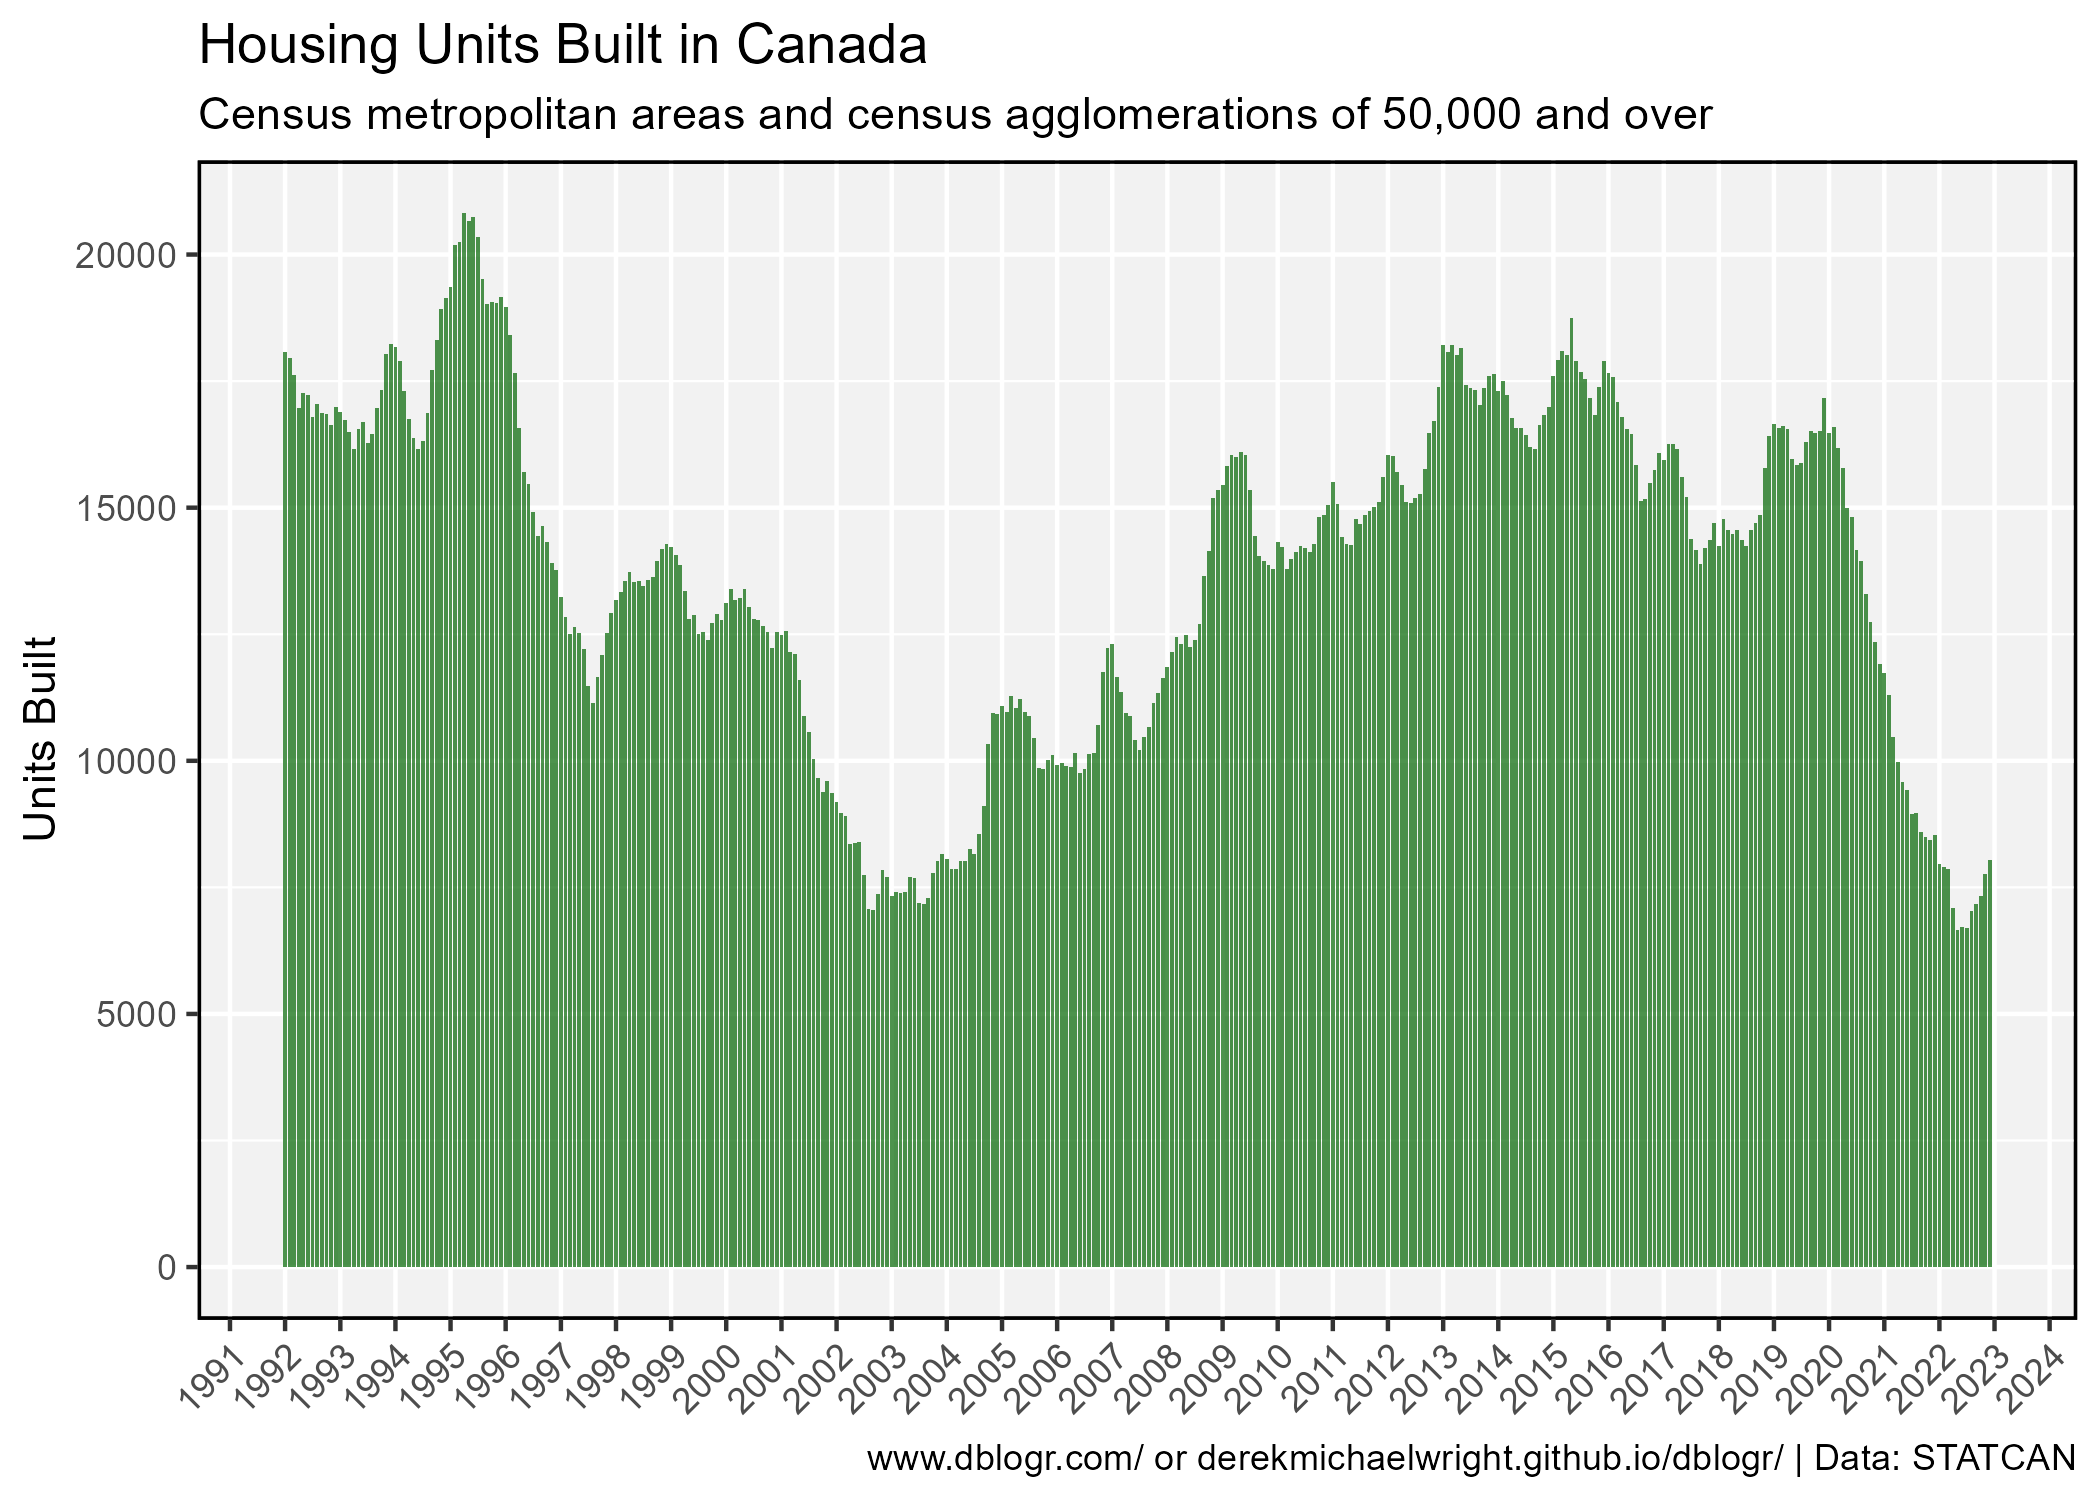 Housing Units Built in Canada
Census metropolitan areas and census agglomerations of 50,000 and over
Units Built
20000
15000
10000
5000
0
1991 1992 1993 1994 1995 1996 1997 1998 1999 2000 2001 2002 2003 2004 2005 2006 2007 2008 2009 2010 2011 2012 2013 2014 2015 2016 2017 2018 2019 2020 2021 2022 2023 2024
www.dblogr.com/ or derekmichaelwright.github.io/dblogr/ | Data: STATCAN